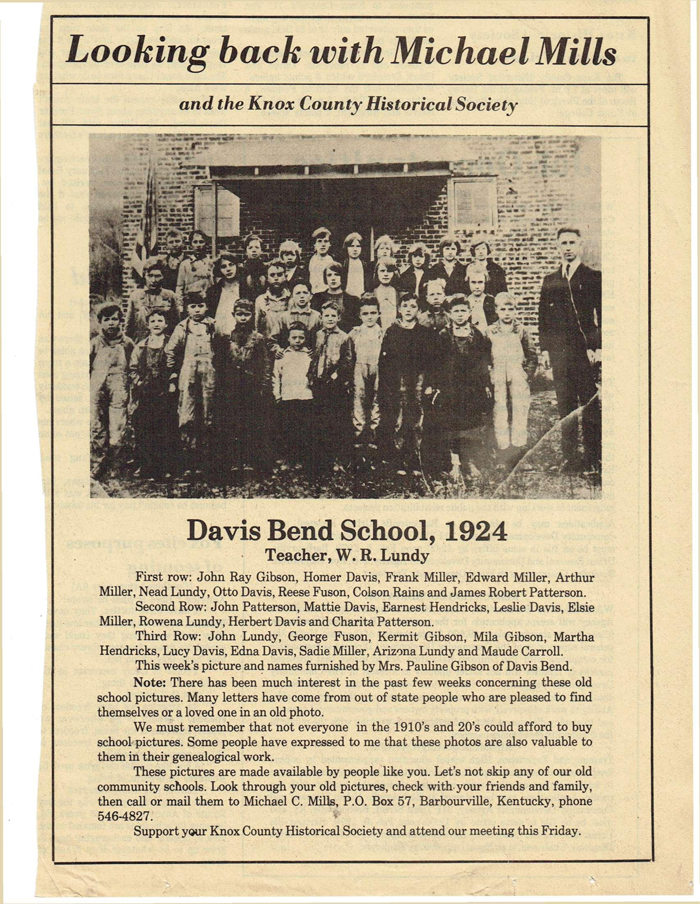 Looking back with Michael Mills
and the Knox County Historical Society
Davis Bend School, 1924
Teacher, W. R. Lundy
First row: John Ray Gibson, Homer Davis, Frank Miller, Edward Miller, Arthur
Miller, Nead Lundy, Otto Davis, Reese Fuson, Colson Rains and James Robert Patterson.
Second Row: John Patterson, Mattie Davis, Earnest Hendricks, Leslie Davis, Elsie
Miller, Rowena Lundy, Herbert Davis and Charita Patterson.
Third Row: John Lundy, George Fuson, Kermit Gibson, Mila Gibson, Martha
Hendricks, Lucy Davis, Edna Davis, Sadie Miller, Arizona Lundy and Maude Carroll.
This week's picture and names furnished by Mrs. Pauline Gibson of Davis Bend.
Note: There has been much interest in the past few weeks concerning these old
school pictures. Many letters have come from out of state people who are pleased to find
themselves or a loved one in an old photo.
We must remember that not everyone in the 1910's and 20's could afford to buy
school pictures. Some people have expressed to me that these photos are also valuable to
them in their genealogical work.
These pictures are made available by people like you. Let's not skip any of our old
community schools. Look through your old pictures, check with your friends and family,
then call or mail them to Michael C. Mills, P.O. Box 57, Barbourville, Kentucky, phone
546-4827.
Support your Knox County Historical Society and attend our meeting this Friday.